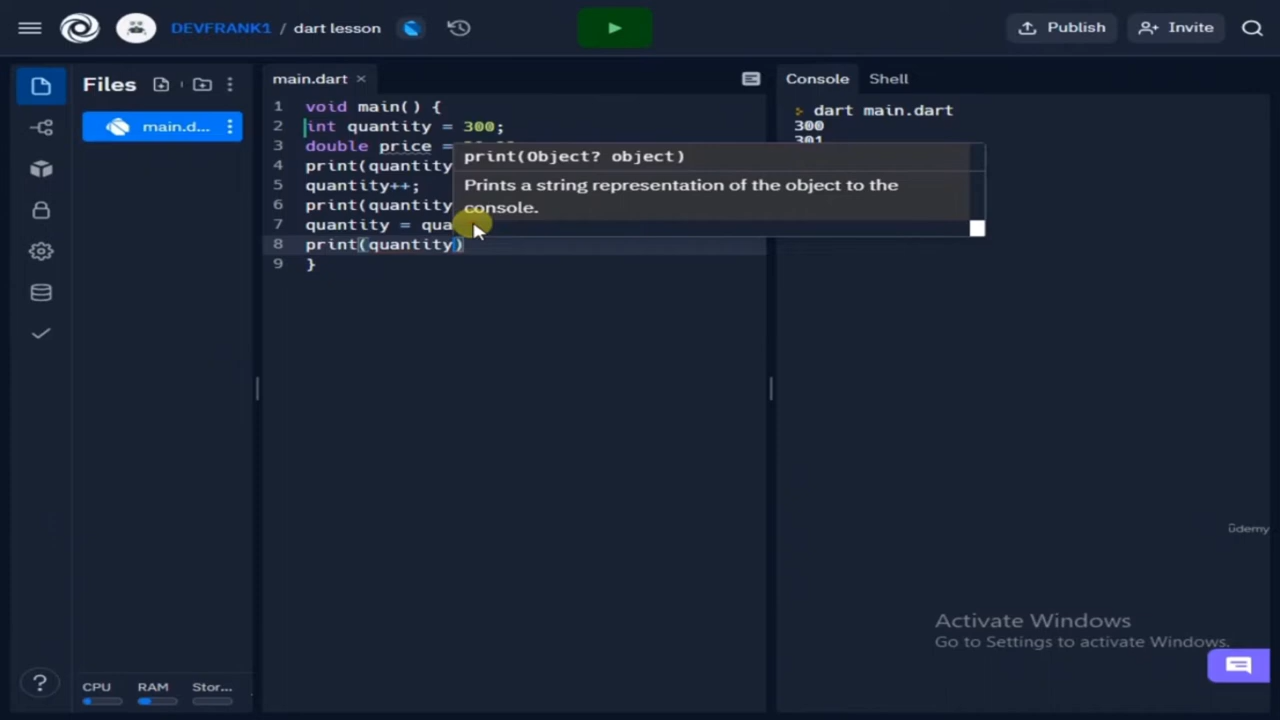 DEVFRANK1 / dart lesson
Publish
Invite
Files
main.d...
main.dart ×
1 void main() {
2 int quantity = 300;
3 double price =
4 print(quantity
5 quantity++;
6 print(quantity
7 quantity = qua
8 print(quantity)
9 }
print(Object? object)
Prints a string representation of the object to the
console.
Console
Shell
dart main.dart
300
301
ûdemy
Activate Windows
Go to Settings to activate Windows.
?
CPU
RAM
Stor...